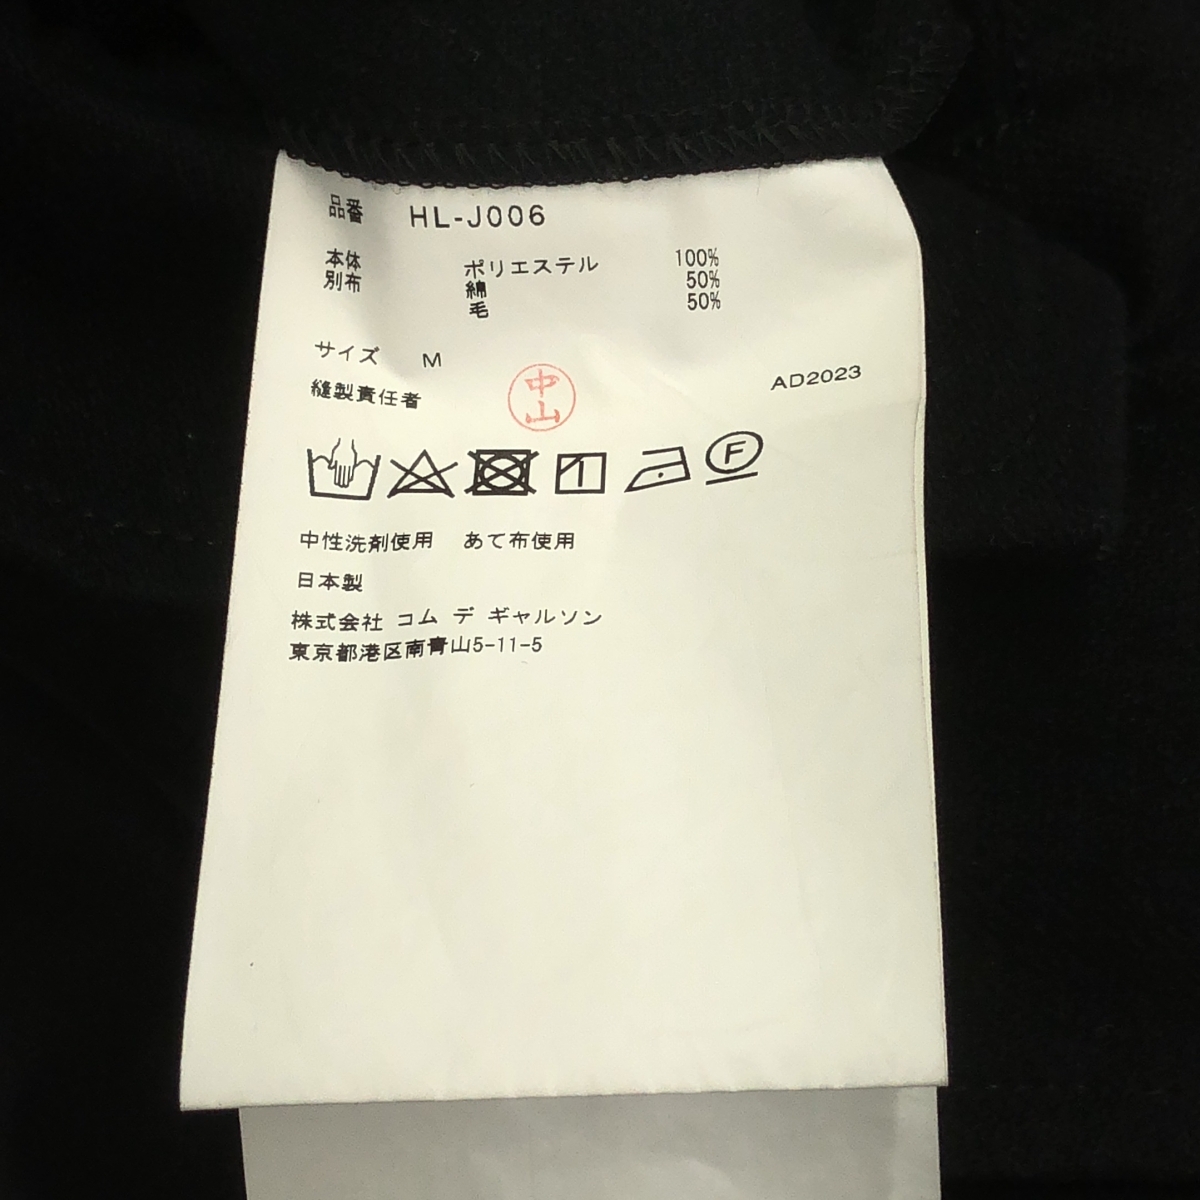 品番 HL-J006
本体 ポリエステル 100%
別布 綿 50%
毛 50%
サイズ M
縫製責任者 中山 AD2023
F
中性洗剤使用 あて布使用
日本製
株式会社 コム デ ギャルソン
東京都港区南青山5-11-5